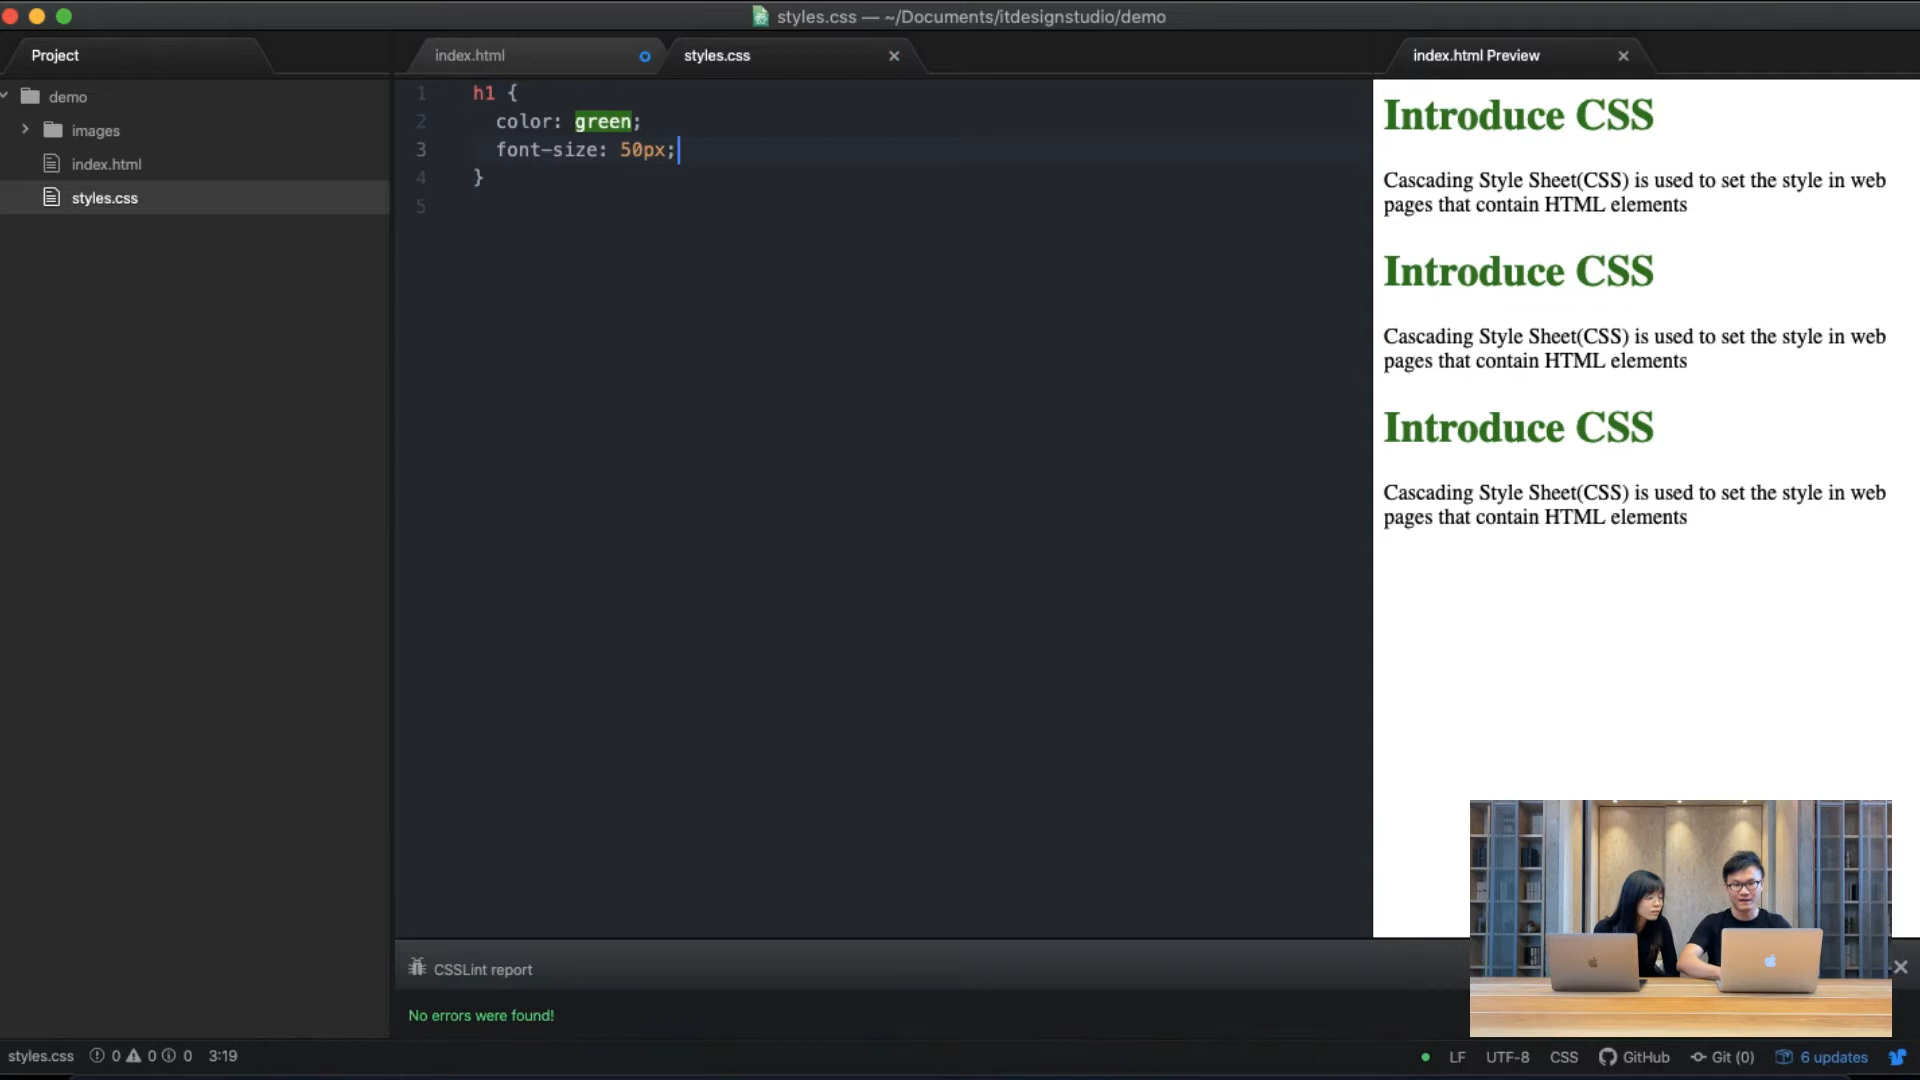 styles.css — ~/Documents/itdesignstudio/demo
Project
index.html
styles.css
index.html Preview
demo
images
index.html
styles.css
1 h1 {
2 color: green;
3 font-size: 50px;
4 }
5
Introduce CSS
Cascading Style Sheet(CSS) is used to set the style in web
pages that contain HTML elements
Introduce CSS
Cascading Style Sheet(CSS) is used to set the style in web
pages that contain HTML elements
Introduce CSS
Cascading Style Sheet(CSS) is used to set the style in web
pages that contain HTML elements
CSSLint report
No errors were found!
styles.css 0 0 0 3:19
LF UTF-8 CSS GitHub Git (0) 6 updates